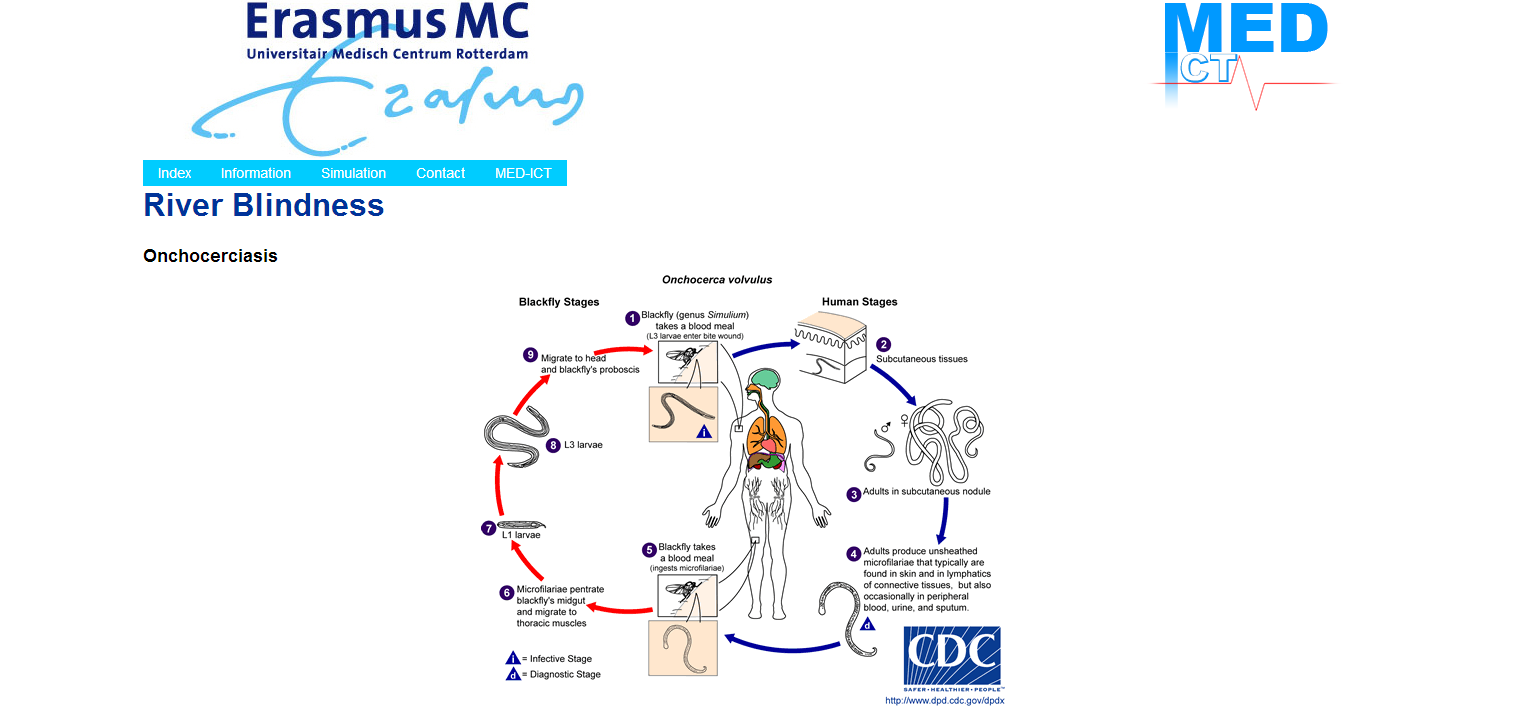 Erasmus MC
Universitair Medisch Centrum Rotterdam
Erasmus
MED
ICT
Index
Information
Simulation
Contact
MED-ICT
River Blindness
Onchocerciasis
Onchocerca volvulus
Blackfly Stages
Human Stages
1
Blackfly (genus Simulium)
takes a blood meal
(L3 larvae enter bite wound)
i
2
Subcutaneous tissues
♂
♀
3
Adults in subcutaneous nodule
4
Adults produce unsheathed
microfilariae that typically are
found in skin and in lymphatics
of connective tissues, but also
occasionally in peripheral
blood, urine, and sputum.
d
5
Blackfly takes
a blood meal
(ingests microfilariae)
6
Microfilariae pentrate
blackfly's midgut
and migrate to
thoracic muscles
7
L1 larvae
8
L3 larvae
9
Migrate to head
and blackfly's proboscis
i = Infective Stage
d = Diagnostic Stage
CDC
SAFER·HEALTHIER·PEOPLE™
http://www.dpd.cdc.gov/dpdx